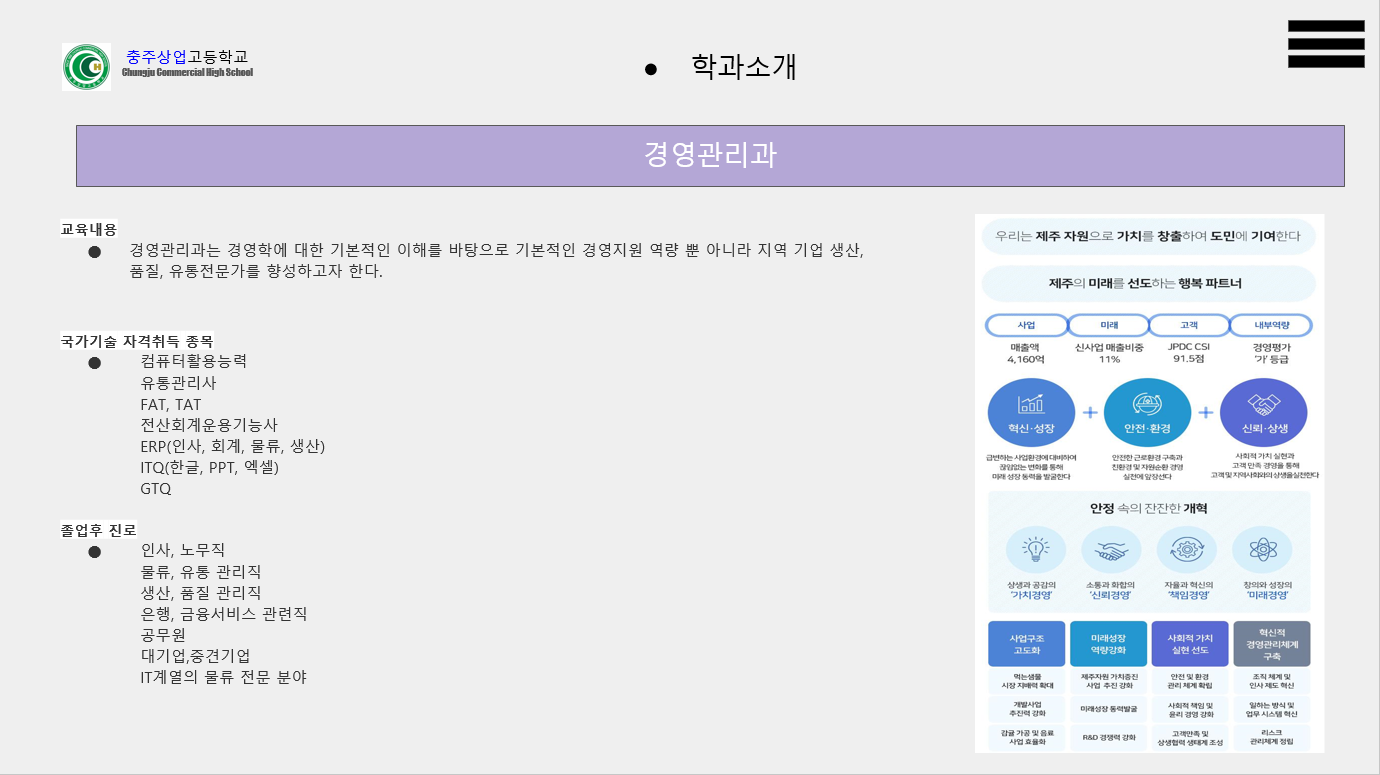 충주상업고등학교
Chungju Commercial High School
● 학과소개
경영관리과
교육내용
● 경영관리과는 경영학에 대한 기본적인 이해를 바탕으로 기본적인 경영지원 역량 뿐 아니라 지역 기업 생산,
품질, 유통전문가를 향성하고자 한다.
국가기술 자격취득 종목
● 컴퓨터활용능력
유통관리사
FAT, TAT
전산회계운용기능사
ERP(인사, 회계, 물류, 생산)
ITQ(한글, PPT, 엑셀)
GTQ
졸업후 진로
● 인사, 노무직
물류, 유통 관리직
생산, 품질 관리직
은행, 금융서비스 관련직
공무원
대기업,중견기업
IT계열의 물류 전문 분야
우리는 제주 자원으로 가치를 창출하여 도민에 기여한다
제주의 미래를 선도하는 행복 파트너
사업 미래 고객 내부역량
매출액 신사업 매출비중 JPDC CSI 경영평가
4,160억 11% 91.5점 '가' 등급
혁신·성장 + 안전·환경 + 신뢰·상생
급변하는 사업환경에 대비하여
끊임없는 변화를 통해
미래 성장 동력을 발굴한다
안전한 근로환경 구축과
친환경 및 자원순환 경영
실천에 앞장선다
사회적 가치 실현과
고객 만족 경영을 통해
고객 및 지역사회와의 상생을실천한다
안정 속의 잔잔한 개혁
상생과 공감의 소통과 화합의 자율과 혁신의 창의와 성장의
'가치경영' '신뢰경영' '책임경영' '미래경영'
사업구조
고도화
미래성장
역량강화
사회적 가치
실현 선도
혁신적
경영관리체계
구축
먹는샘물
시장 지배력 확대
제주자원 가치증진
사업 추진 강화
안전 및 환경
관리 체계 확립
조직 체계 및
인사 제도 혁신
개발사업
추진력 강화
미래성장 동력발굴
사회적 책임 및
윤리 경영 강화
일하는 방식 및
업무 시스템 혁신
감귤 가공 및 음료
사업 효율화
R&D 경쟁력 강화
고객만족 및
상생협력 생태계 조성
리스크
관리체계 정립